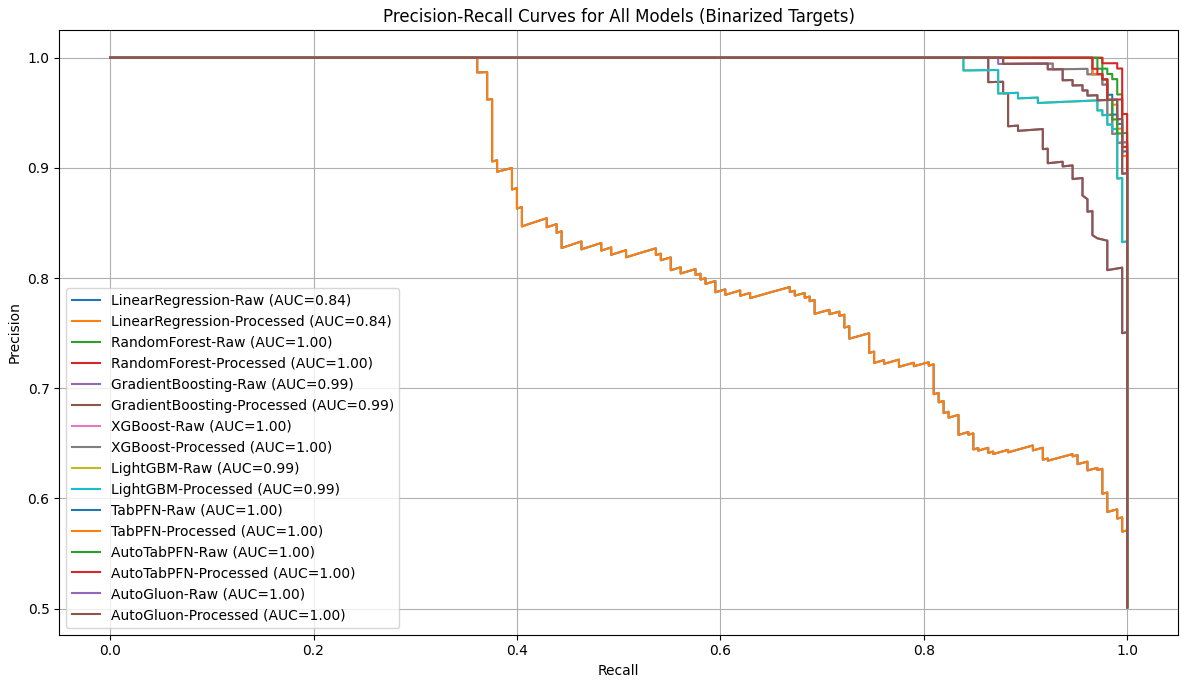 Precision-Recall Curves for All Models (Binarized Targets)
1.0
0.9
0.8
0.7
0.6
0.5
Precision
LinearRegression-Raw (AUC=0.84)
LinearRegression-Processed (AUC=0.84)
RandomForest-Raw (AUC=1.00)
RandomForest-Processed (AUC=1.00)
GradientBoosting-Raw (AUC=0.99)
GradientBoosting-Processed (AUC=0.99)
XGBoost-Raw (AUC=1.00)
XGBoost-Processed (AUC=1.00)
LightGBM-Raw (AUC=0.99)
LightGBM-Processed (AUC=0.99)
TabPFN-Raw (AUC=1.00)
TabPFN-Processed (AUC=1.00)
AutoTabPFN-Raw (AUC=1.00)
AutoTabPFN-Processed (AUC=1.00)
AutoGluon-Raw (AUC=1.00)
AutoGluon-Processed (AUC=1.00)
0.0 0.2 0.4 0.6 0.8 1.0
Recall